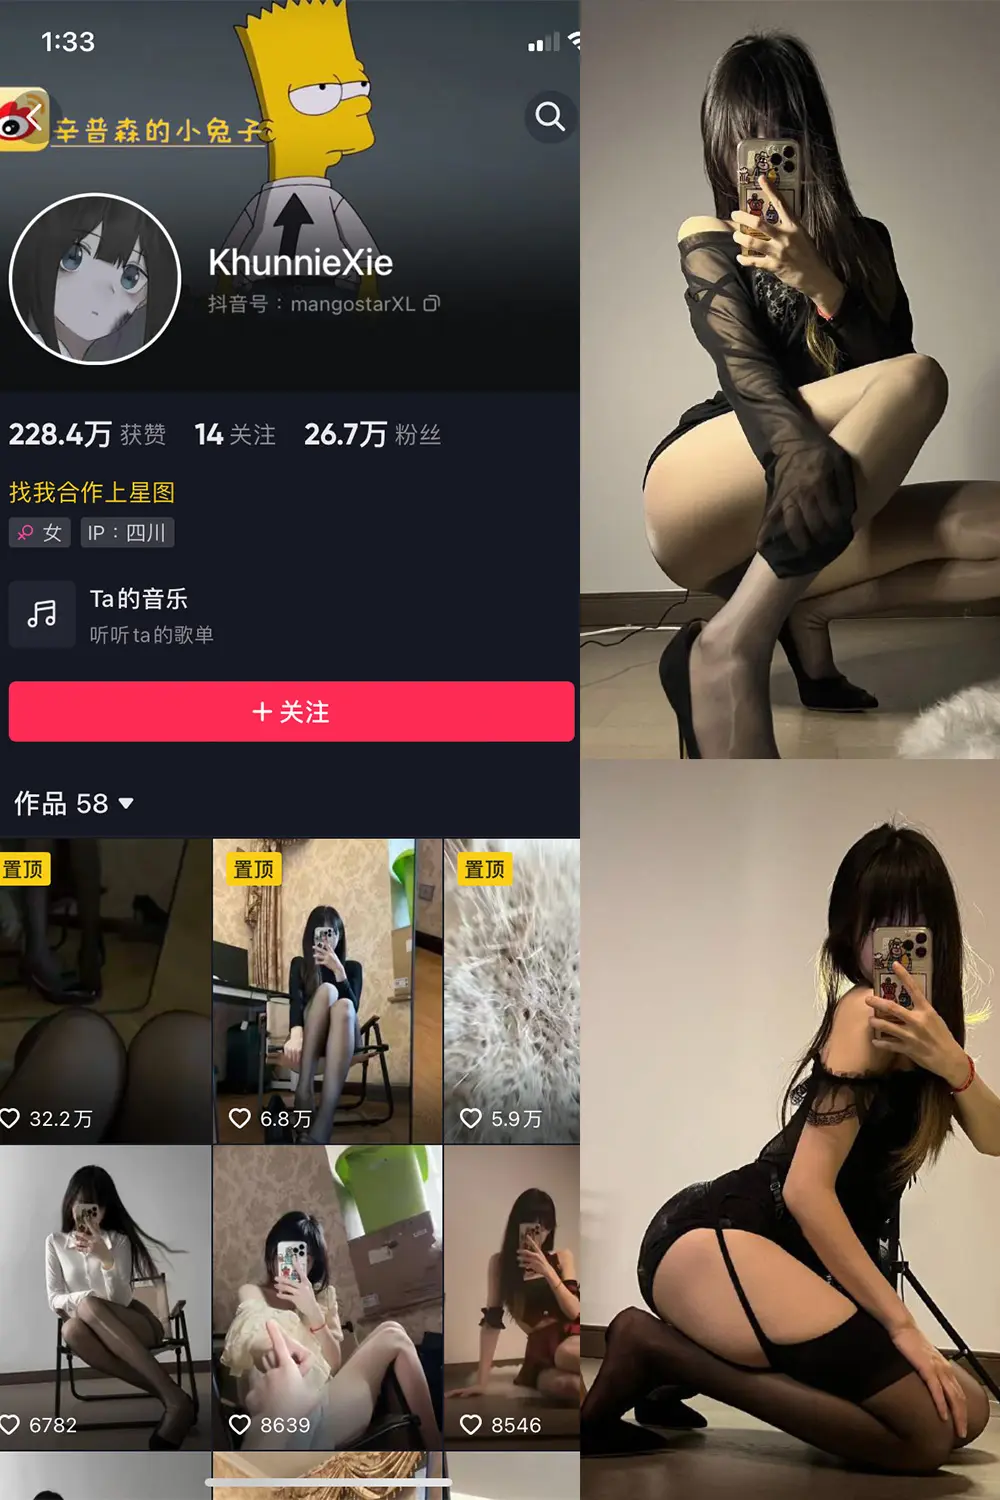 1:33
辛普森的小兔子
KhunnieXie
抖音号：mangostarXL
228.4万 获赞 14 关注 26.7万 粉丝
找我合作上星图
女 IP：四川
Ta的音乐
听听ta的歌单
+ 关注
作品 58
置顶 置顶 置顶
32.2万 6.8万 5.9万
6782 8639 8546